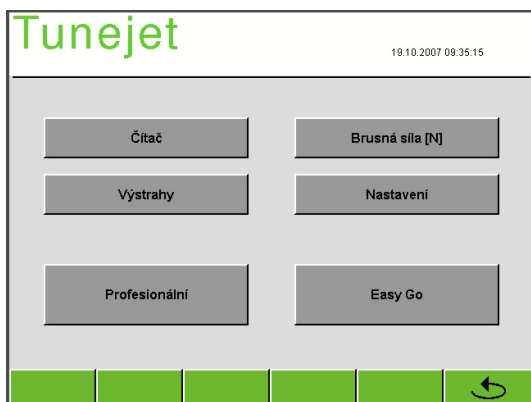 Tunejet
19.10.2007 09:35:15
Čítač
Brusná síla [N]
Výstrahy
Nastavení
Profesionální
Easy Go